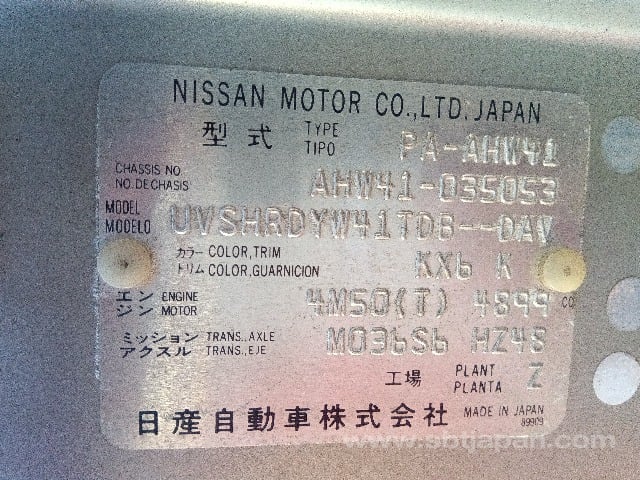 NISSAN MOTOR CO.,LTD.JAPAN
型式 TYPE TIPO PA-AHW41
CHASSIS NO NO.DECHASIS AHW41-035053
MODEL MODELO UVSHRDYW41TDB--DAV
カラー COLOR,TRIM
トリム COLOR,GUARNICION KX6 K
エンジン ENGINE MOTOR 4M50(T) 4899 CC
ミッション TRANS.,AXLE
アクスル TRANS.,EJE M036S6 HZ48
工場 PLANT PLANTA Z
日産自動車株式会社 MADE IN JAPAN
89909
www.sbtjapan.com